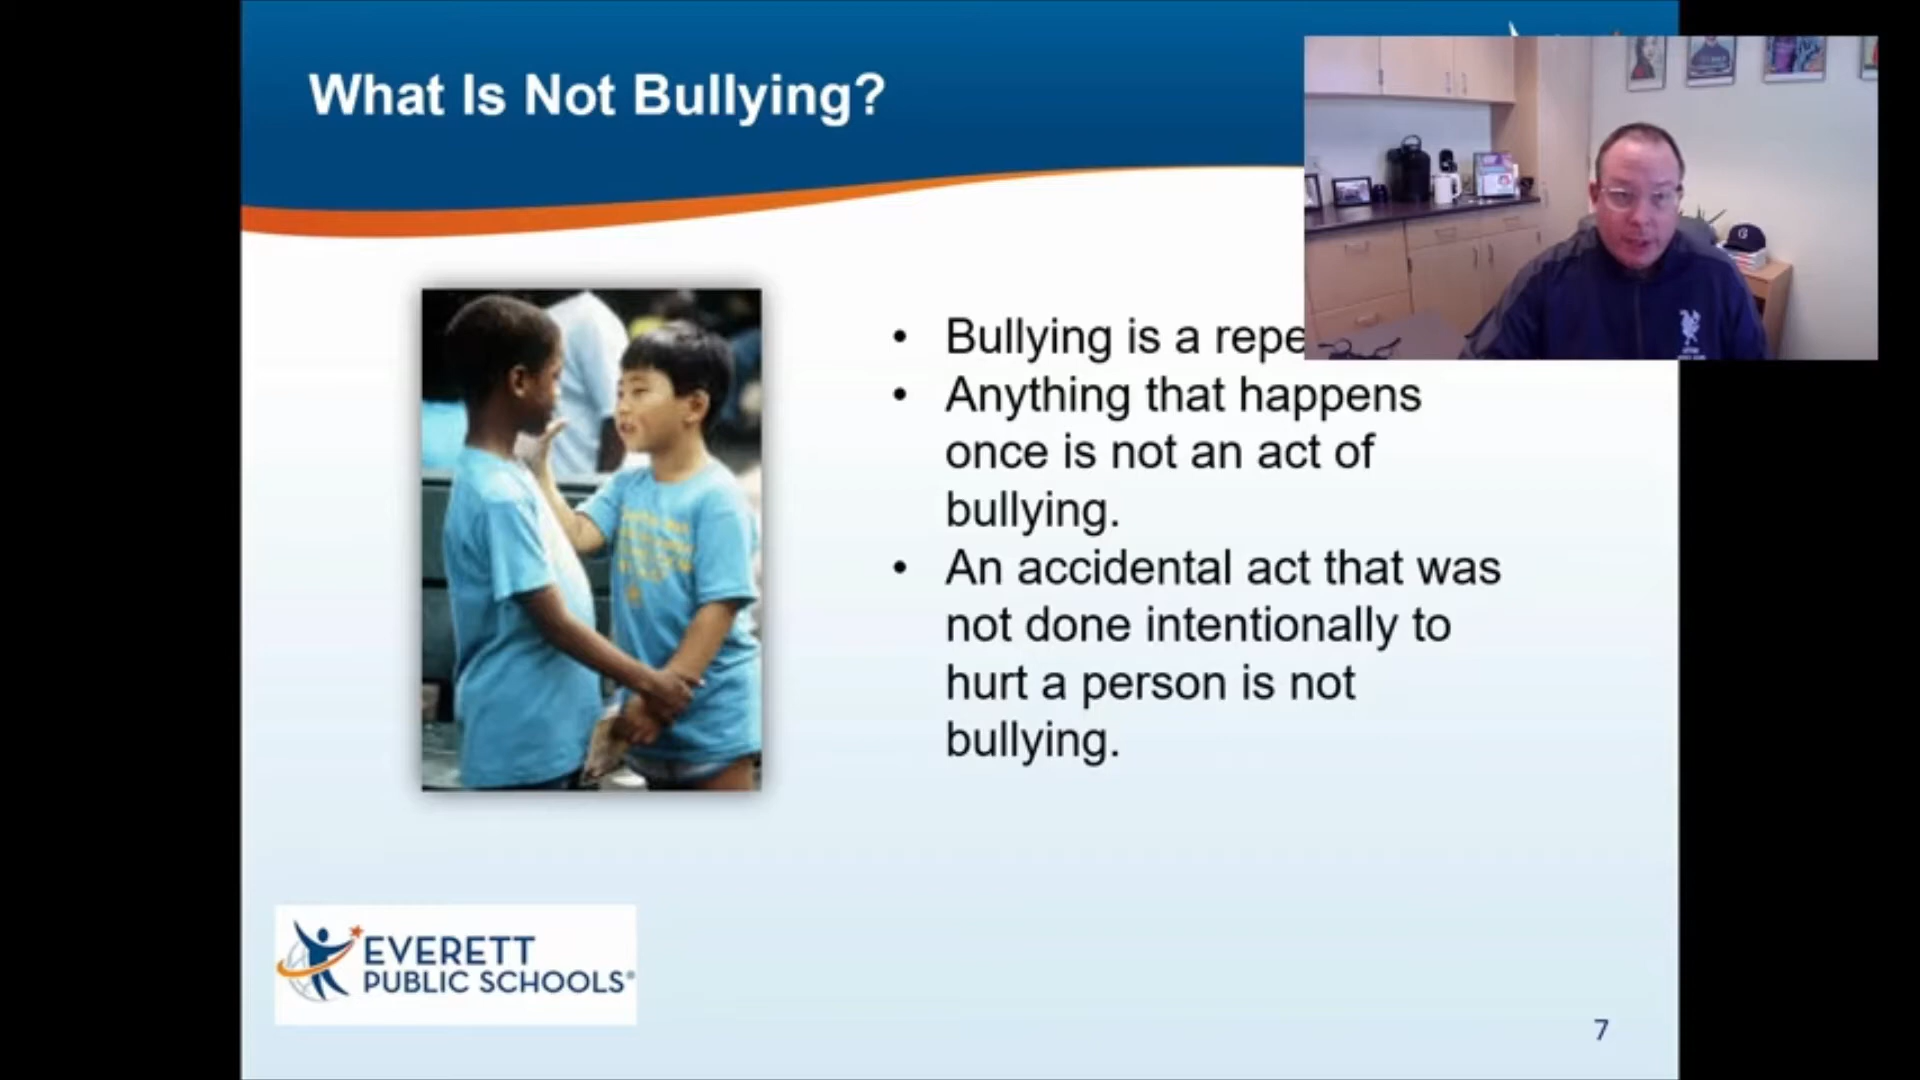 What Is Not Bullying?
• Bullying is a repe
• Anything that happens
once is not an act of
bullying.
• An accidental act that was
not done intentionally to
hurt a person is not
bullying.
EVERETT
PUBLIC SCHOOLS®
7